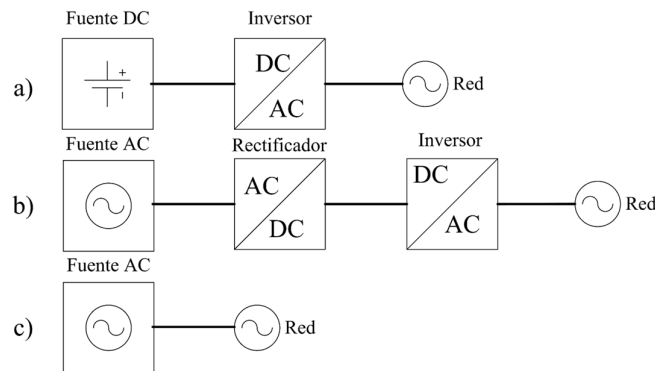 Fuente DC
Inversor
+
-
DC
AC
Red
a)
Fuente AC
Rectificador
Inversor
AC
DC
DC
AC
Red
b)
Fuente AC
Red
c)